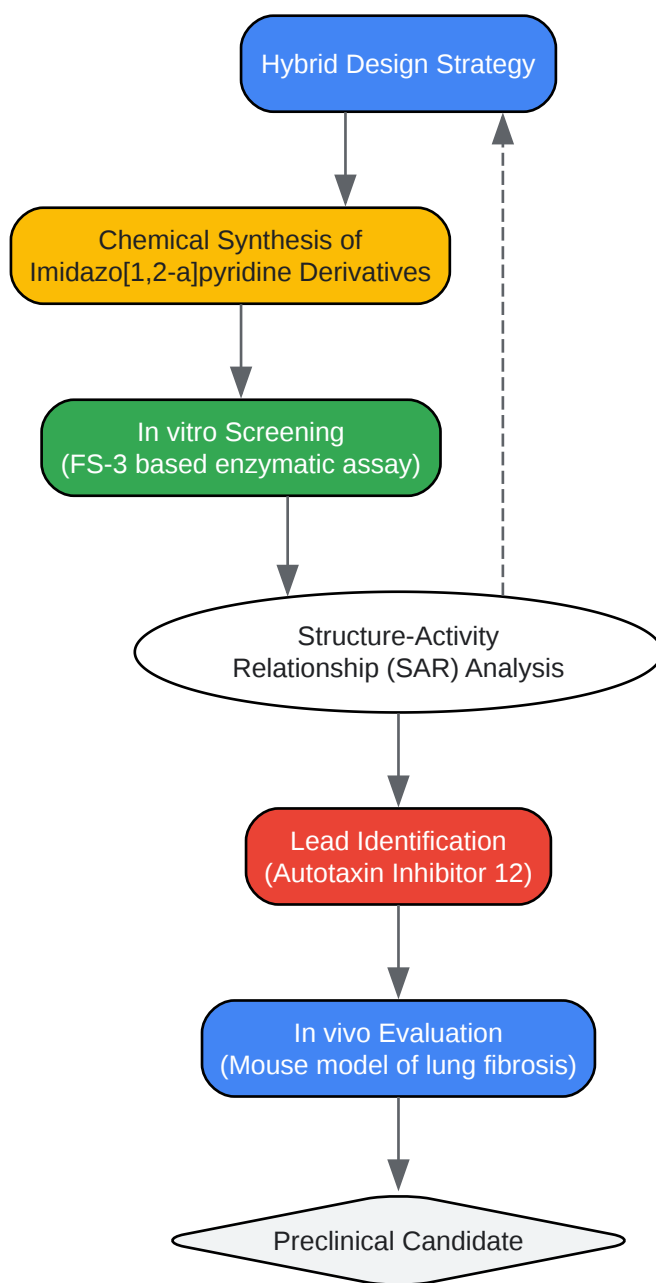 Hybrid Design Strategy
Chemical Synthesis of
Imidazo[1,2-a]pyridine Derivatives
In vitro Screening
(FS-3 based enzymatic assay)
Structure-Activity
Relationship (SAR) Analysis
Lead Identification
(Autotaxin Inhibitor 12)
In vivo Evaluation
(Mouse model of lung fibrosis)
Preclinical Candidate